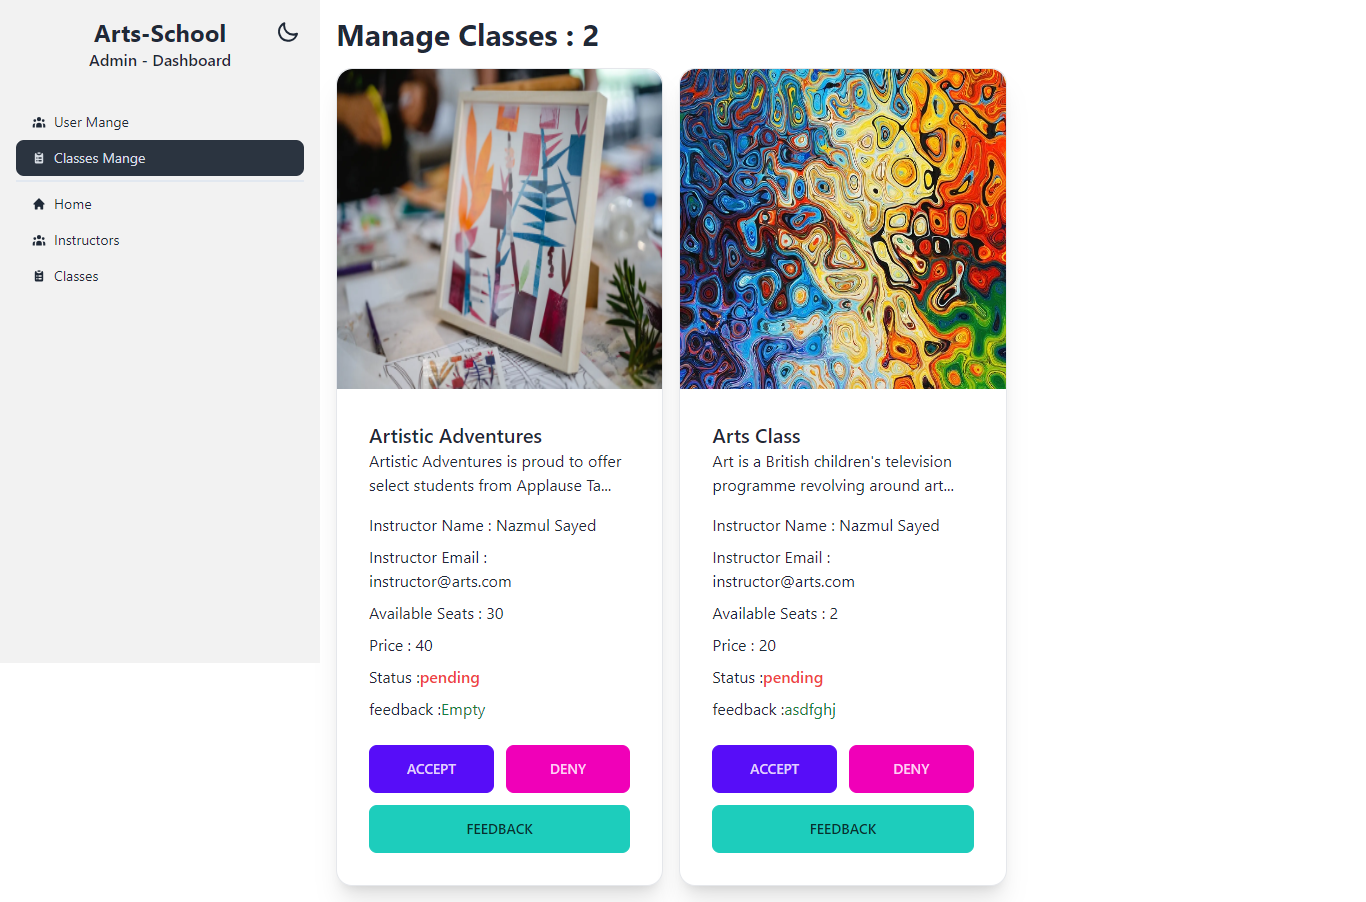 Arts-School
Admin - Dashboard
User Mange
Classes Mange
Home
Instructors
Classes
Manage Classes : 2
Artistic Adventures
Artistic Adventures is proud to offer
select students from Applause Ta...
Instructor Name : Nazmul Sayed
Instructor Email :
instructor@arts.com
Available Seats : 30
Price : 40
Status :pending
feedback :Empty
ACCEPT
DENY
FEEDBACK
Arts Class
Art is a British children's television
programme revolving around art...
Instructor Name : Nazmul Sayed
Instructor Email :
instructor@arts.com
Available Seats : 2
Price : 20
Status :pending
feedback :asdfghj
ACCEPT
DENY
FEEDBACK